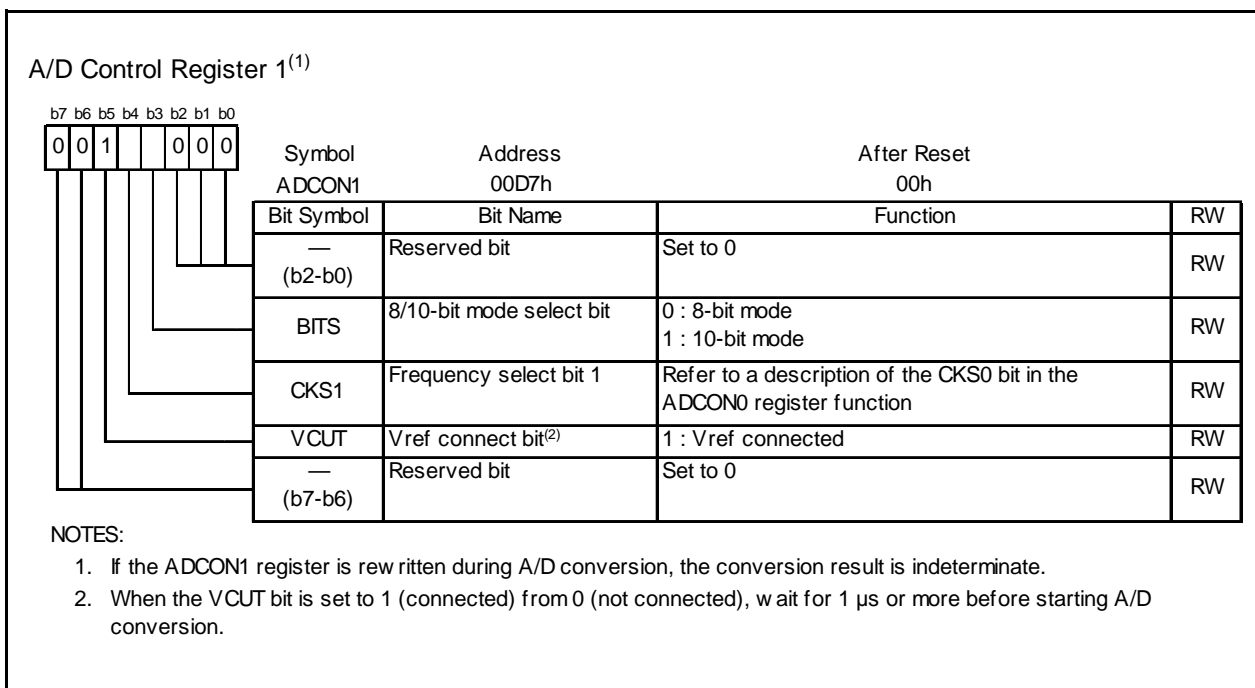 A/D Control Register 1(1)
b7 b6 b5 b4 b3 b2 b1 b0
0 0 1 0 0 0
Symbol Address After Reset
ADCON1 00D7h 00h
Bit Symbol Bit Name Function RW
— (b2-b0) Reserved bit Set to 0 RW
BITS 8/10-bit mode select bit 0 : 8-bit mode RW
1 : 10-bit mode
CKS1 Frequency select bit 1 Refer to a description of the CKS0 bit in the RW
ADCON0 register function
VCUT Vref connect bit(2) 1 : Vref connected RW
— (b7-b6) Reserved bit Set to 0 RW
NOTES:
1. If the ADCON1 register is rewritten during A/D conversion, the conversion result is indeterminate.
2. When the VCUT bit is set to 1 (connected) from 0 (not connected), wait for 1 µs or more before starting A/D
conversion.